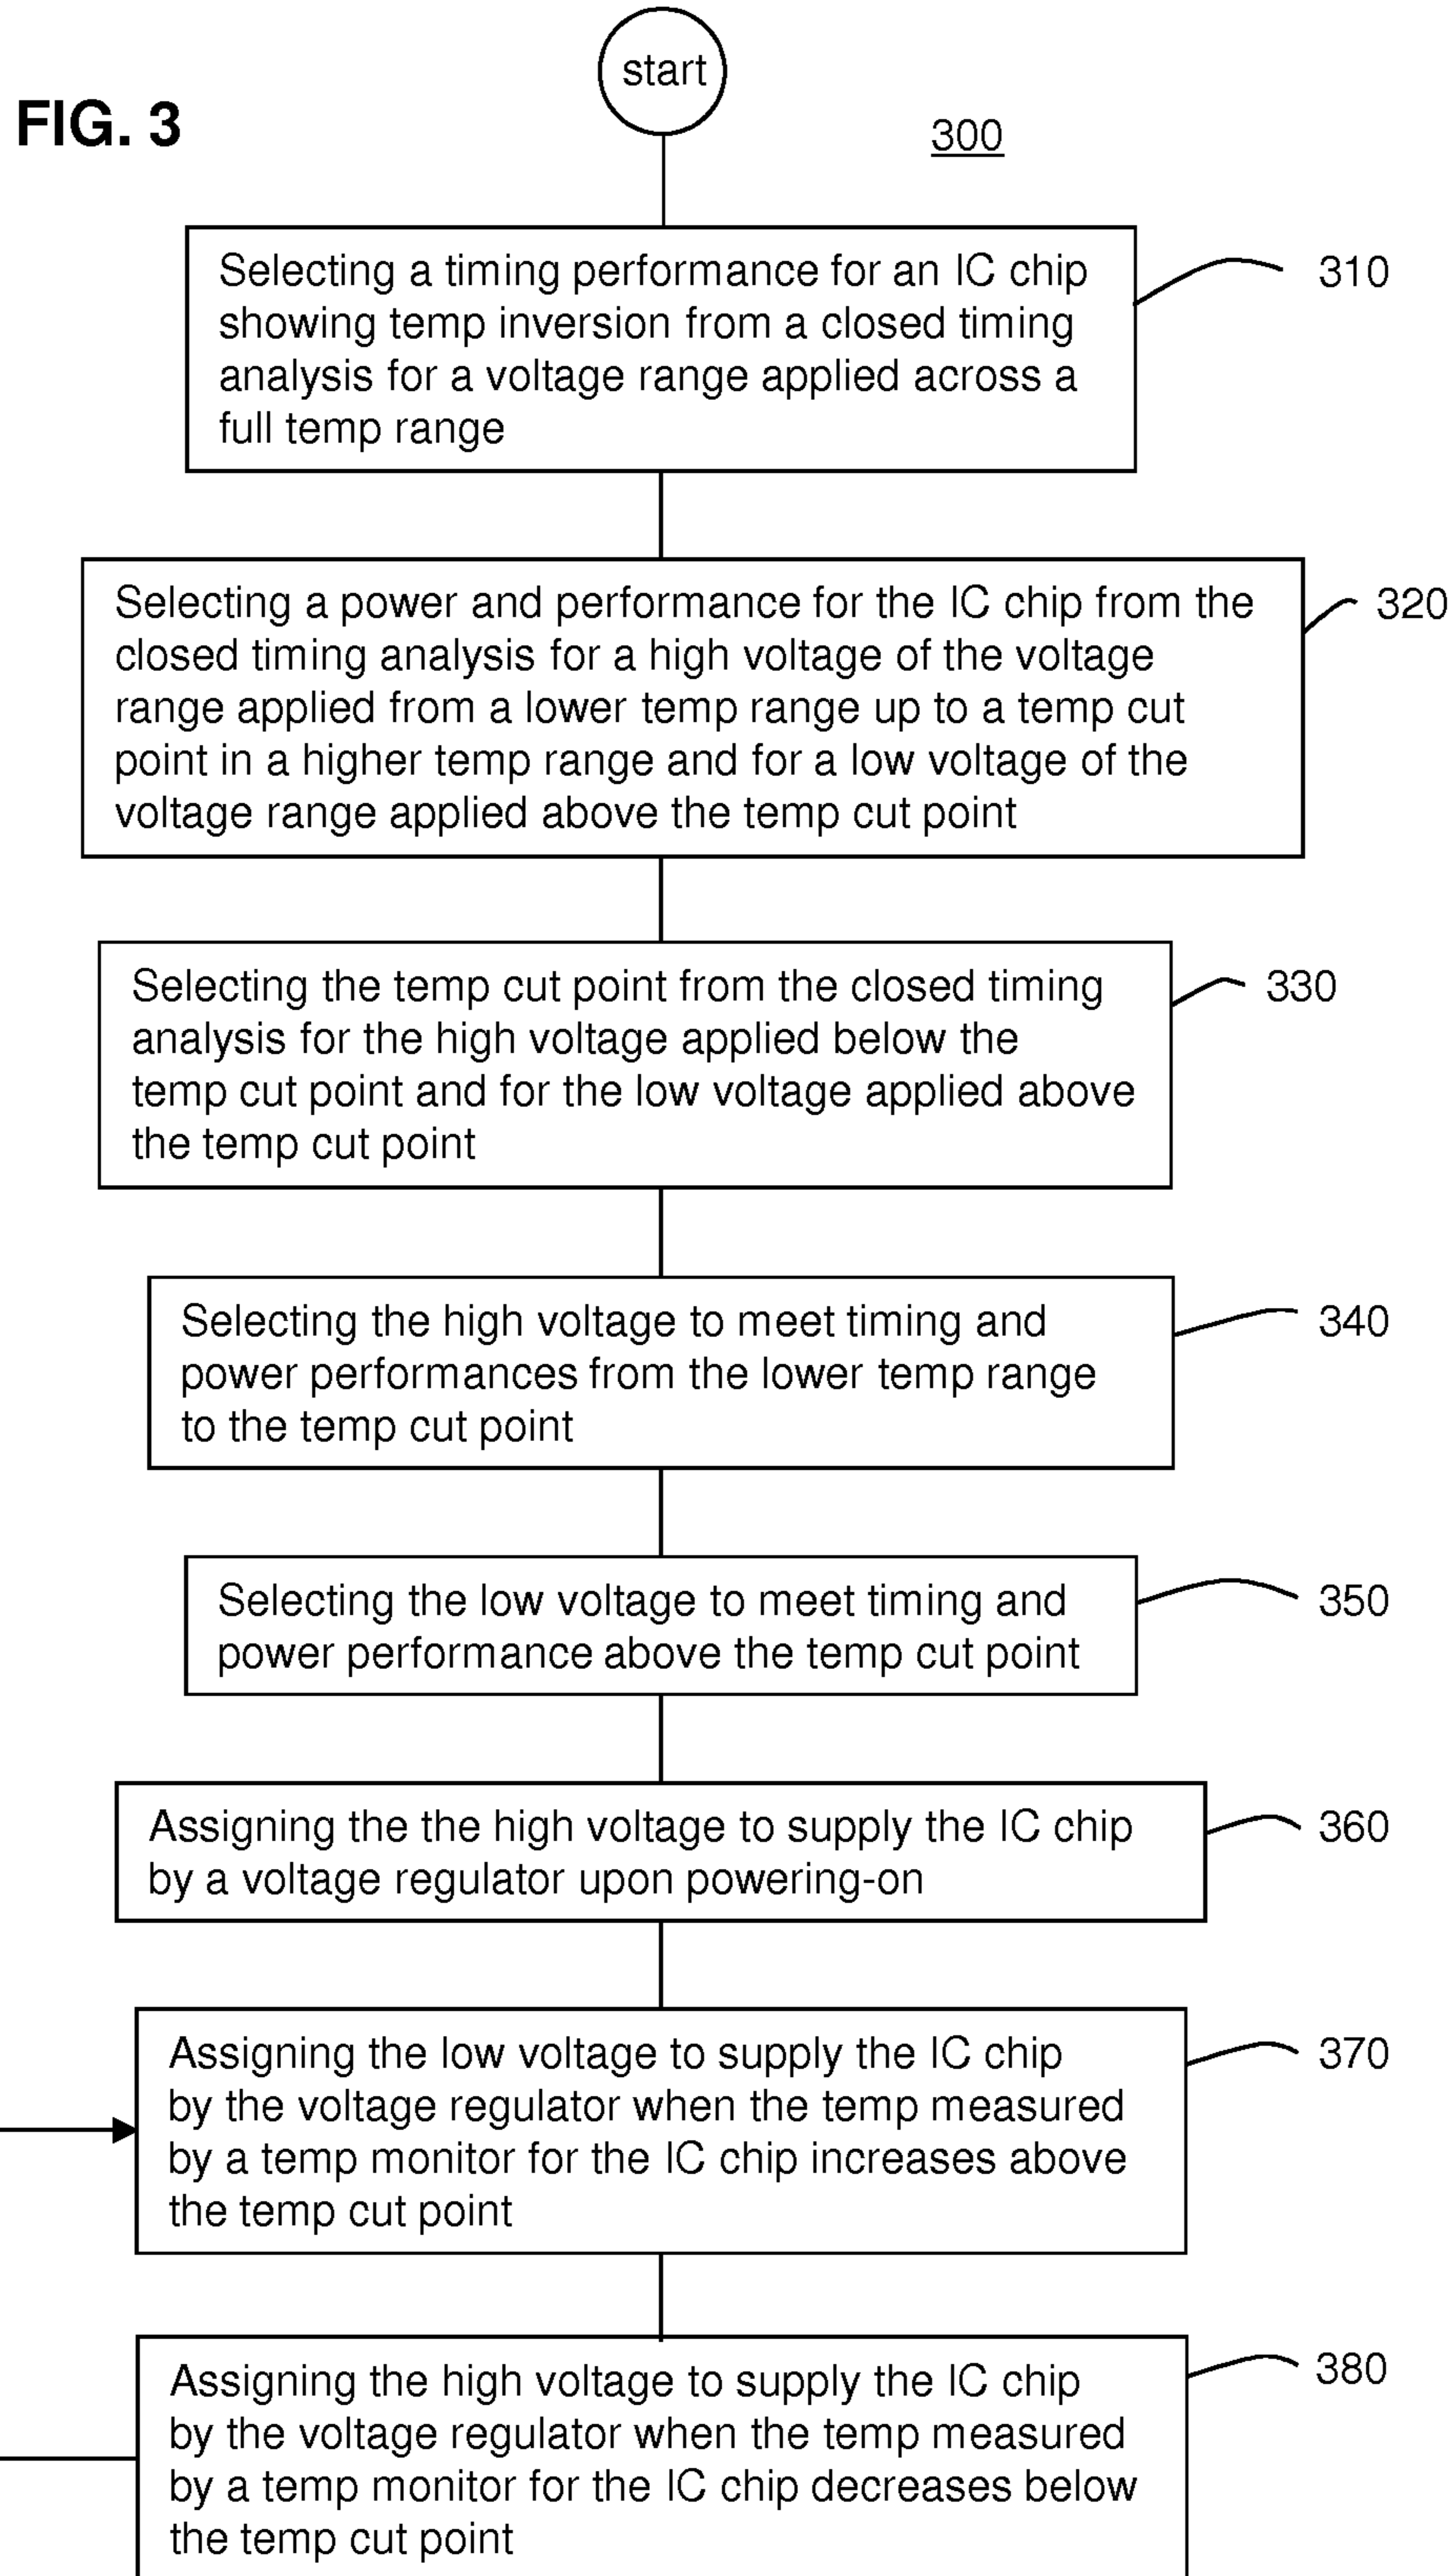 start
FIG. 3
300
Selecting a timing performance for an IC chip
showing temp inversion from a closed timing
analysis for a voltage range applied across a
full temp range
310
Selecting a power and performance for the IC chip from the
closed timing analysis for a high voltage of the voltage
range applied from a lower temp range up to a temp cut
point in a higher temp range and for a low voltage of the
voltage range applied above the temp cut point
320
Selecting the temp cut point from the closed timing
analysis for the high voltage applied below the
temp cut point and for the low voltage applied above
the temp cut point
330
Selecting the high voltage to meet timing and
power performances from the lower temp range
to the temp cut point
340
Selecting the low voltage to meet timing and
power performance above the temp cut point
350
Assigning the the high voltage to supply the IC chip
by a voltage regulator upon powering-on
360
Assigning the low voltage to supply the IC chip
by the voltage regulator when the temp measured
by a temp monitor for the IC chip increases above
the temp cut point
370
Assigning the high voltage to supply the IC chip
by the voltage regulator when the temp measured
by a temp monitor for the IC chip decreases below
the temp cut point
380